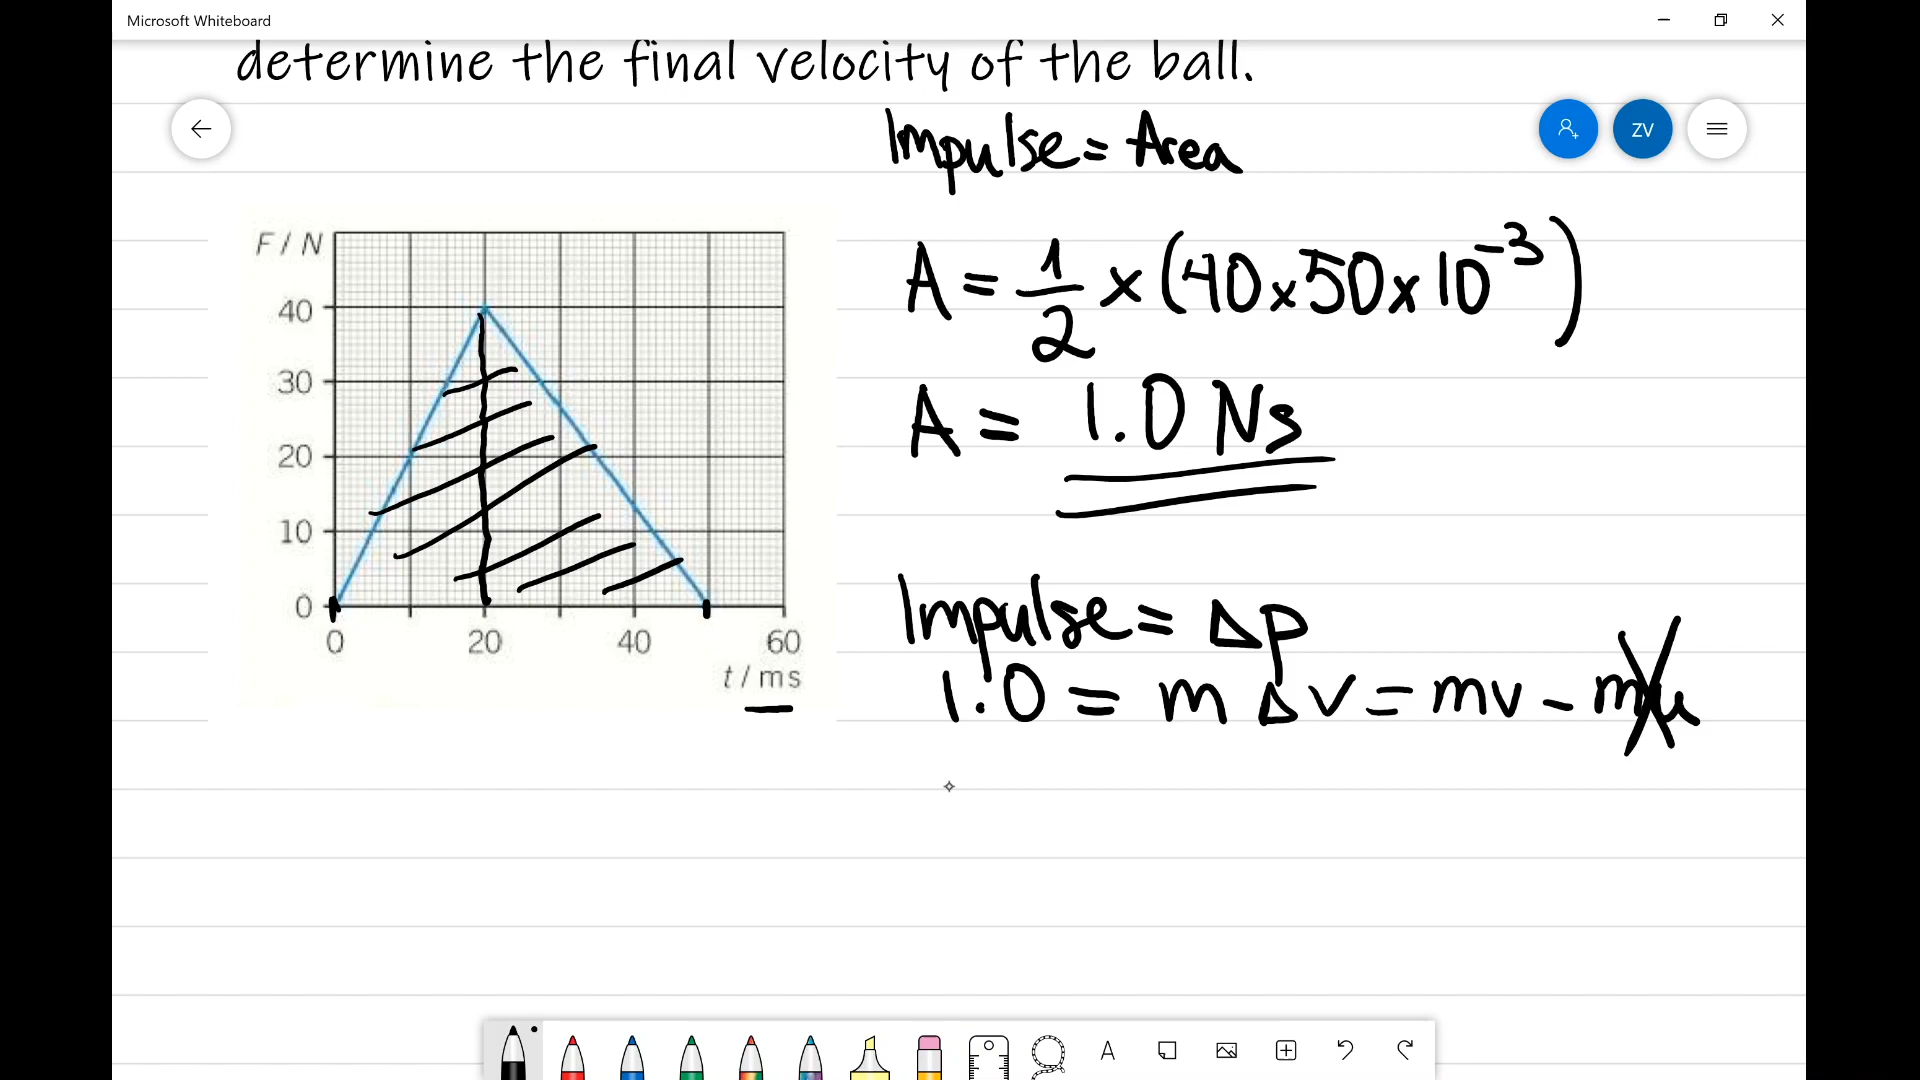 Microsoft Whiteboard
determine the final velocity of the ball.
ZV
Impulse = Area
F / N
40
30
20
10
0
0 20 40 60
t / ms
A = 1/2 × (40×50×10⁻³)
A = 1.0 Ns
Impulse = Δp
1.0 = m Δv = mv - mu
A